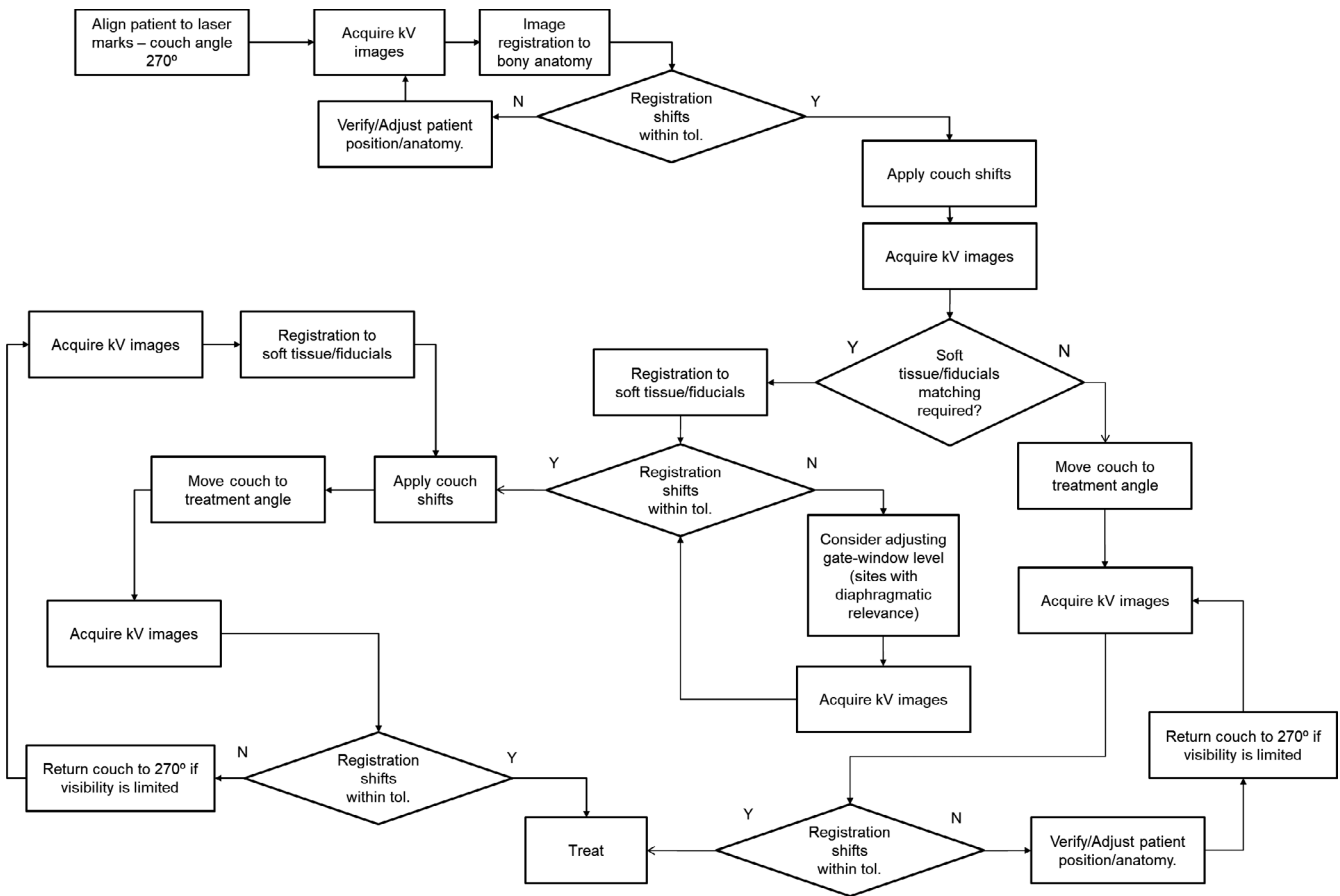 Align patient to laser
marks – couch angle
270º
Acquire kV
images
Image
registration to
bony anatomy
Registration
shifts
within tol.
N
Y
Verify/Adjust patient
position/anatomy.
Apply couch shifts
Acquire kV images
Soft
tissue/fiducials
matching
required?
Y
N
Acquire kV images
Registration to
soft tissue/fiducials
Registration to
soft tissue/fiducials
Registration
shifts
within tol.
Y
N
Apply couch
shifts
Move couch to
treatment angle
Move couch to
treatment angle
Consider adjusting
gate-window level
(sites with
diaphragmatic
relevance)
Acquire kV images
Acquire kV images
Acquire kV images
Return couch to 270º if
visibility is limited
N
Registration
shifts
within tol.
Y
Return couch to 270º if
visibility is limited
Treat
Y
Registration
shifts
within tol.
N
Verify/Adjust patient
position/anatomy.